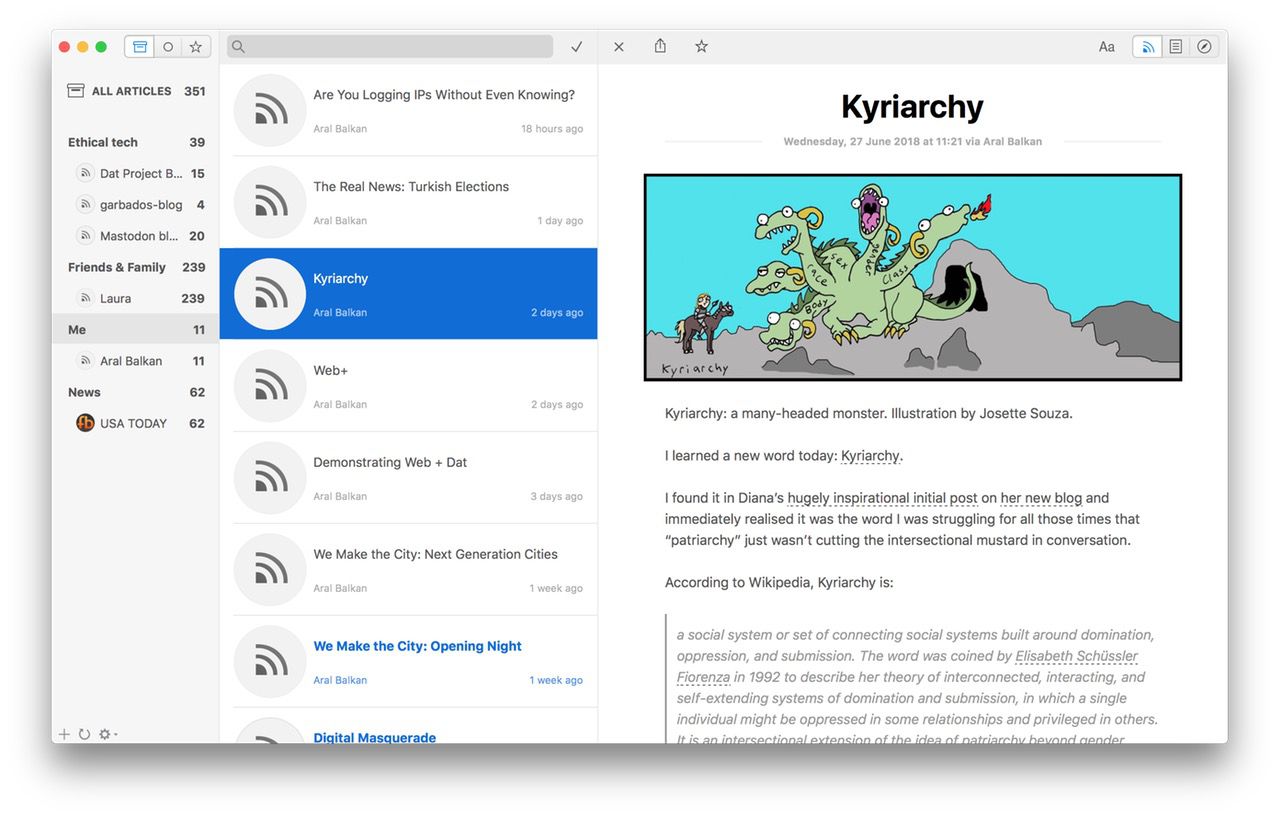 ALL ARTICLES 351
Ethical tech 39
Dat Project B... 15
garbados-blog 4
Mastodon bl... 20
Friends & Family 239
Laura 239
Me 11
Aral Balkan 11
News 62
USA TODAY 62
Are You Logging IPs Without Even Knowing?
Aral Balkan 18 hours ago
The Real News: Turkish Elections
Aral Balkan 1 day ago
Kyriarchy
Aral Balkan 2 days ago
Web+
Aral Balkan 2 days ago
Demonstrating Web + Dat
Aral Balkan 3 days ago
We Make the City: Next Generation Cities
Aral Balkan 1 week ago
We Make the City: Opening Night
Aral Balkan 1 week ago
Digital Masquerade
Aa
Kyriarchy
Wednesday, 27 June 2018 at 11:21 via Aral Balkan
race
sex
sexual
Class
Body
Kyriarchy
Kyriarchy: a many-headed monster. Illustration by Josette Souza.
I learned a new word today: Kyriarchy.
I found it in Diana’s hugely inspirational initial post on her new blog and
immediately realised it was the word I was struggling for all those times that
“patriarchy” just wasn’t cutting the intersectional mustard in conversation.
According to Wikipedia, Kyriarchy is:
a social system or set of connecting social systems built around domination,
oppression, and submission. The word was coined by Elisabeth Schüssler
Fiorenza in 1992 to describe her theory of interconnected, interacting, and
self-extending systems of domination and submission, in which a single
individual might be oppressed in some relationships and privileged in others.
It is an intersectional extension of the idea of patriarchy beyond gender